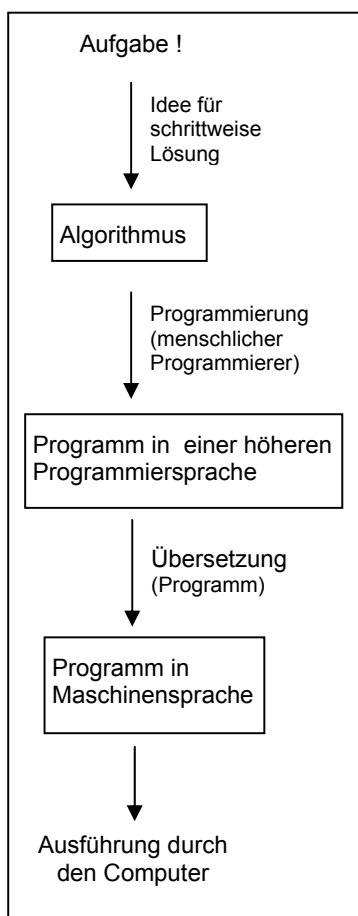 Aufgabe !
Idee für
schrittweise
Lösung
Algorithmus
Programmierung
(menschlicher
Programmierer)
Programm in einer höheren
Programmiersprache
Übersetzung
(Programm)
Programm in
Maschinensprache
Ausführung durch
den Computer